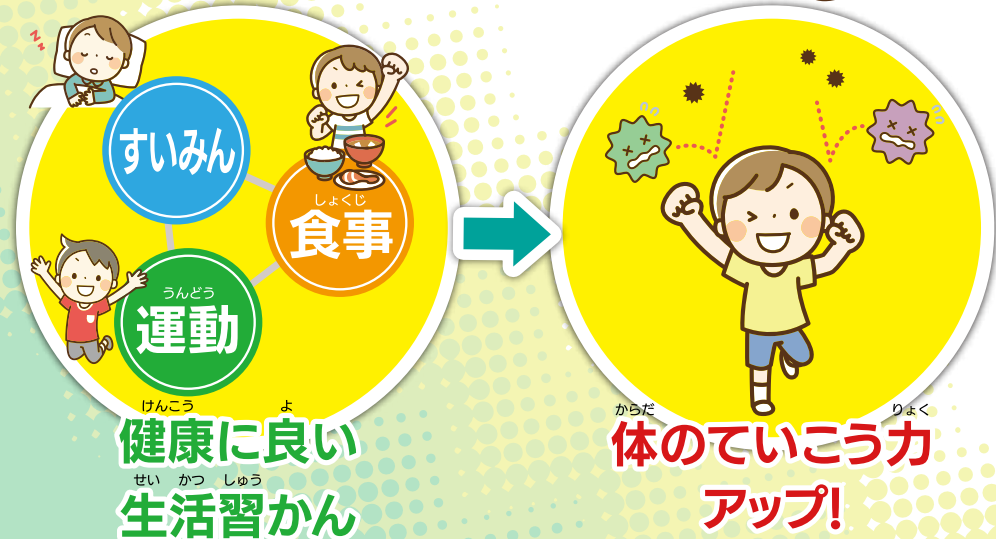 zz
すいみん
しょくじ
食事
うんどう
運動
けんこう よ
健康に良い
せい かつ しゅう
生活習かん
からだ りょく
体のていこう力
アップ!